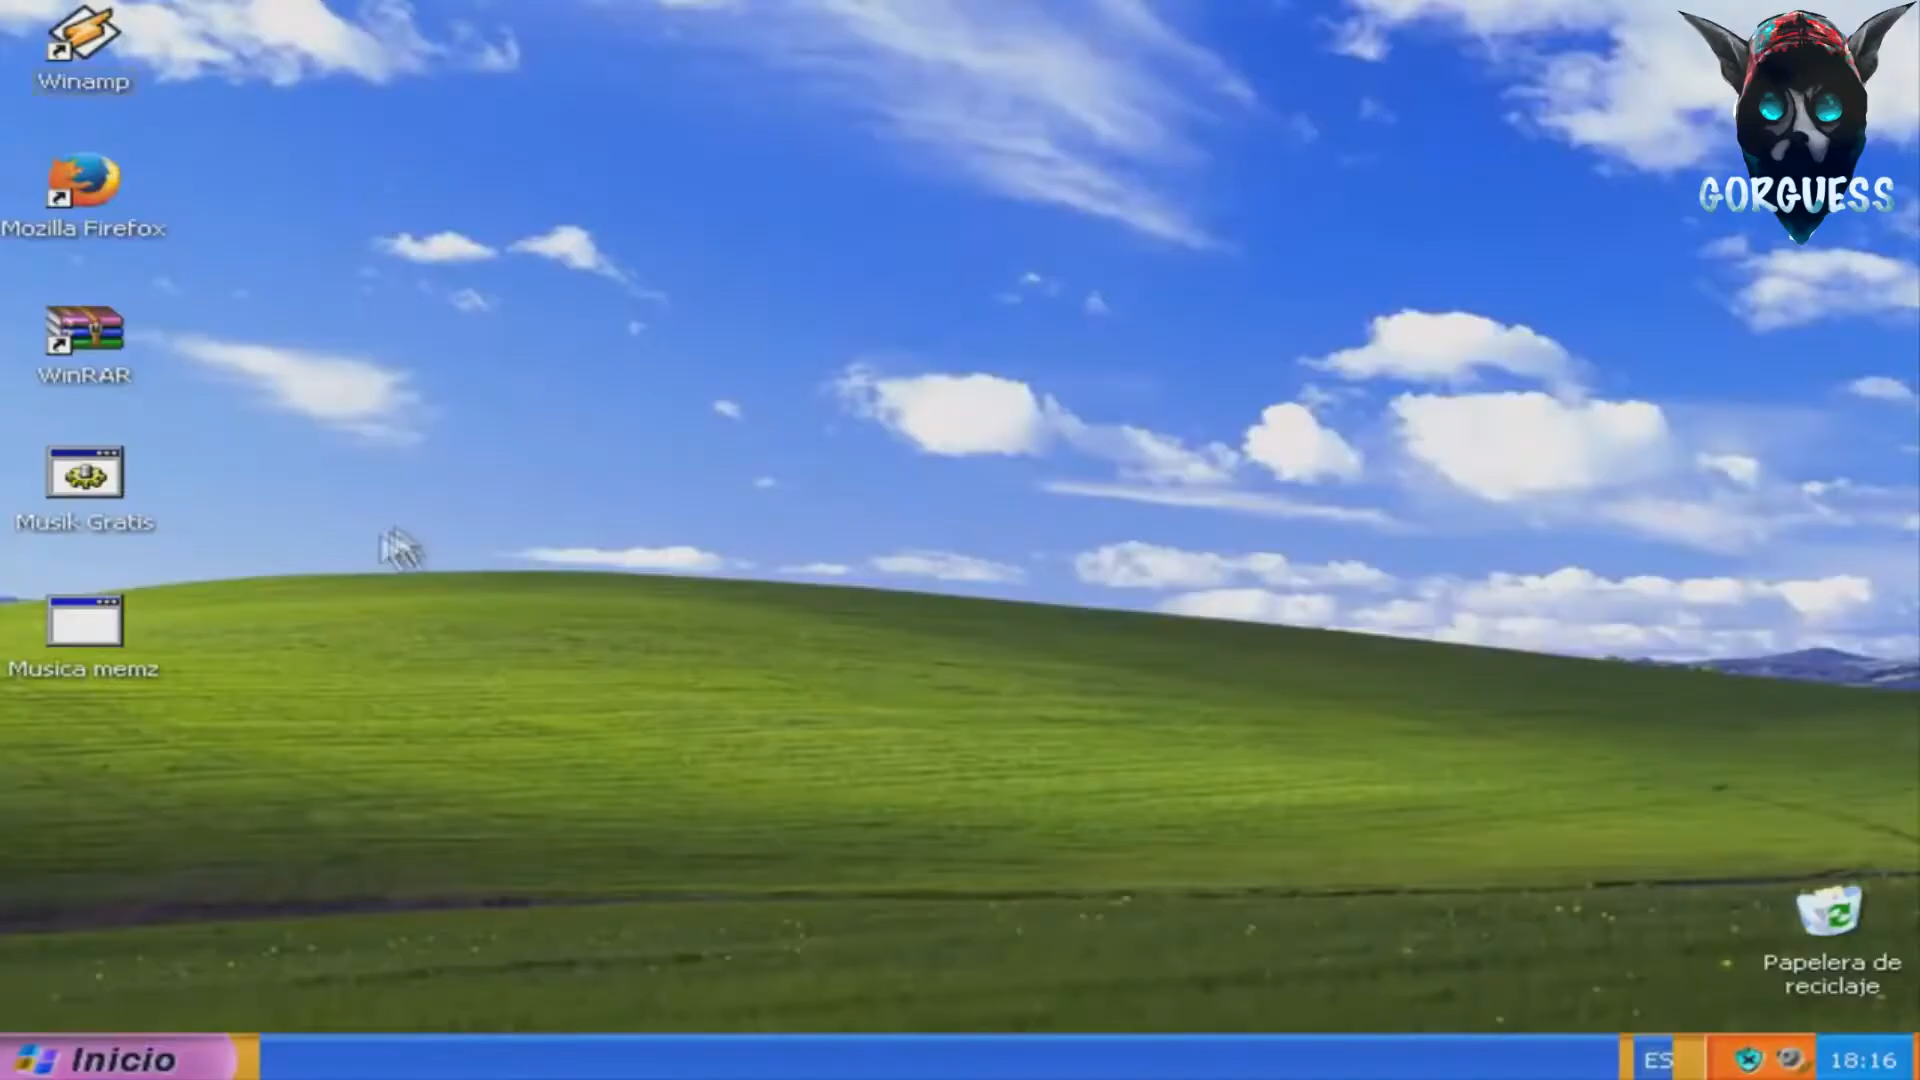 Winamp
GORGUESS
Mozilla Firefox
WinRAR
Musik Gratis
Musica memz
Papelera de
reciclaje
Inicio
ES
18:16